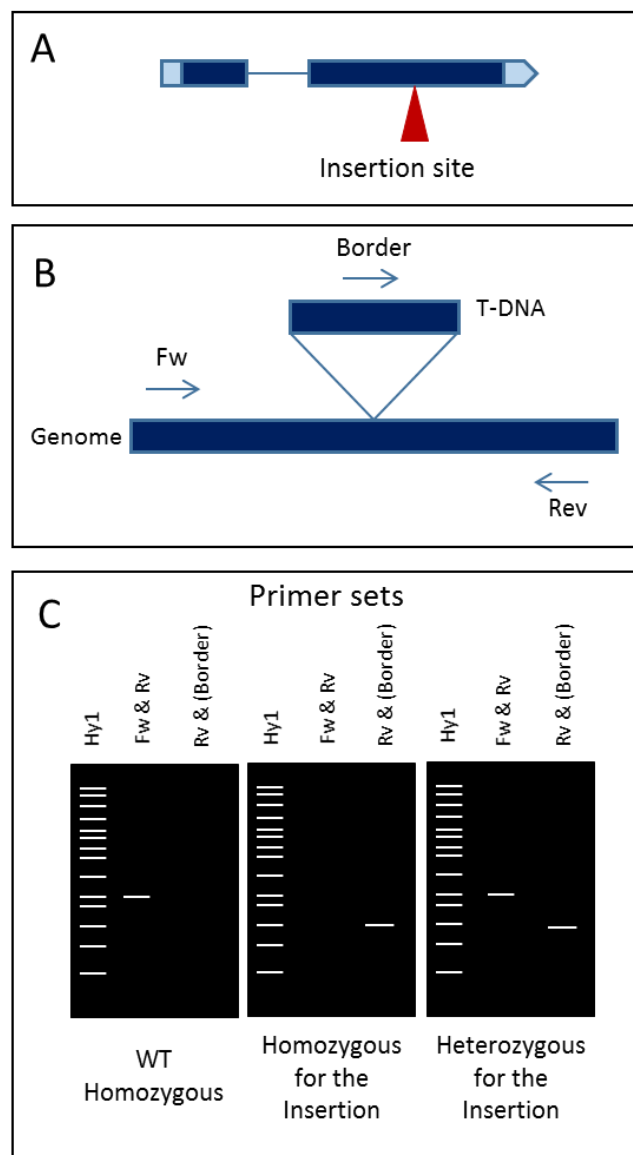 A
Insertion site
B
Border
T-DNA
Fw
Genome
Rev
C
Primer sets
Hy1
Fw & Rv
Rv & (Border)
Hy1
Fw & Rv
Rv & (Border)
Hy1
Fw & Rv
Rv & (Border)
WT
Homozygous
Homozygous
for the
Insertion
Heterozygous
for the
Insertion